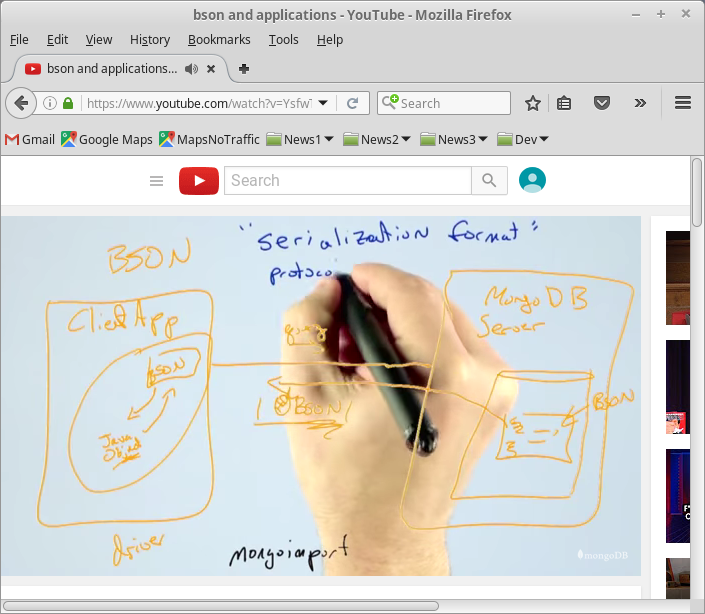 bson and applications - YouTube - Mozilla Firefox
File Edit View History Bookmarks Tools Help
bson and applications...
https://www.youtube.com/watch?v=Ysfw
Search
Gmail Google Maps MapsNoTraffic News1 News2 News3 Dev
Search
"serialization format"
BSON
protoco
MongoDB
Server
Client App
query
BSON
BSON
BSON
Java
Object
driver
mongoimport
mongoDB